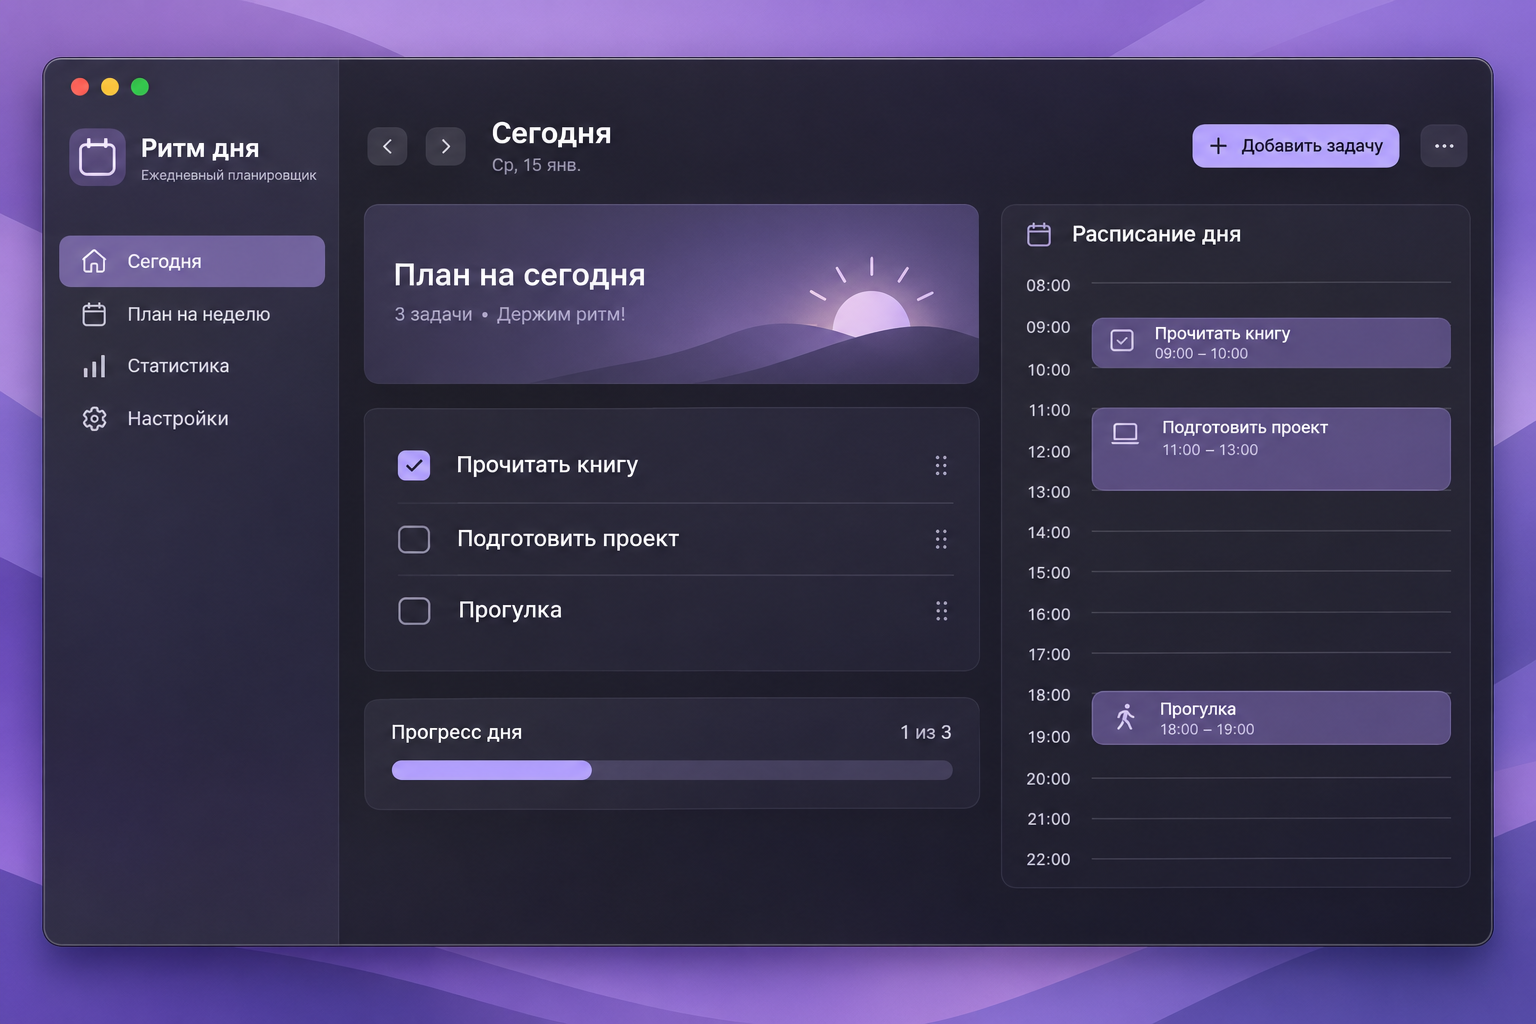 Ритм дня
Ежедневный планировщик
Сегодня
План на неделю
Статистика
Настройки
Сегодня
Ср, 15 янв.
Добавить задачу
План на сегодня
3 задачи • Держим ритм!
Прочитать книгу
Подготовить проект
Прогулка
Прогресс дня
1 из 3
Расписание дня
08:00
09:00
Прочитать книгу
09:00 – 10:00
10:00
11:00
Подготовить проект
11:00 – 13:00
12:00
13:00
14:00
15:00
16:00
17:00
18:00
Прогулка
18:00 – 19:00
19:00
20:00
21:00
22:00